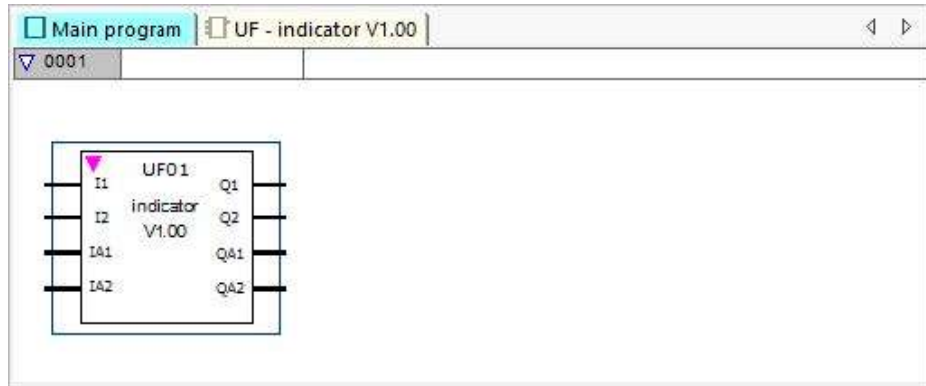 Main program
UF - indicator V1.00
0001
UF01
indicator
V1.00
I1
I2
IA1
IA2
Q1
Q2
QA1
QA2